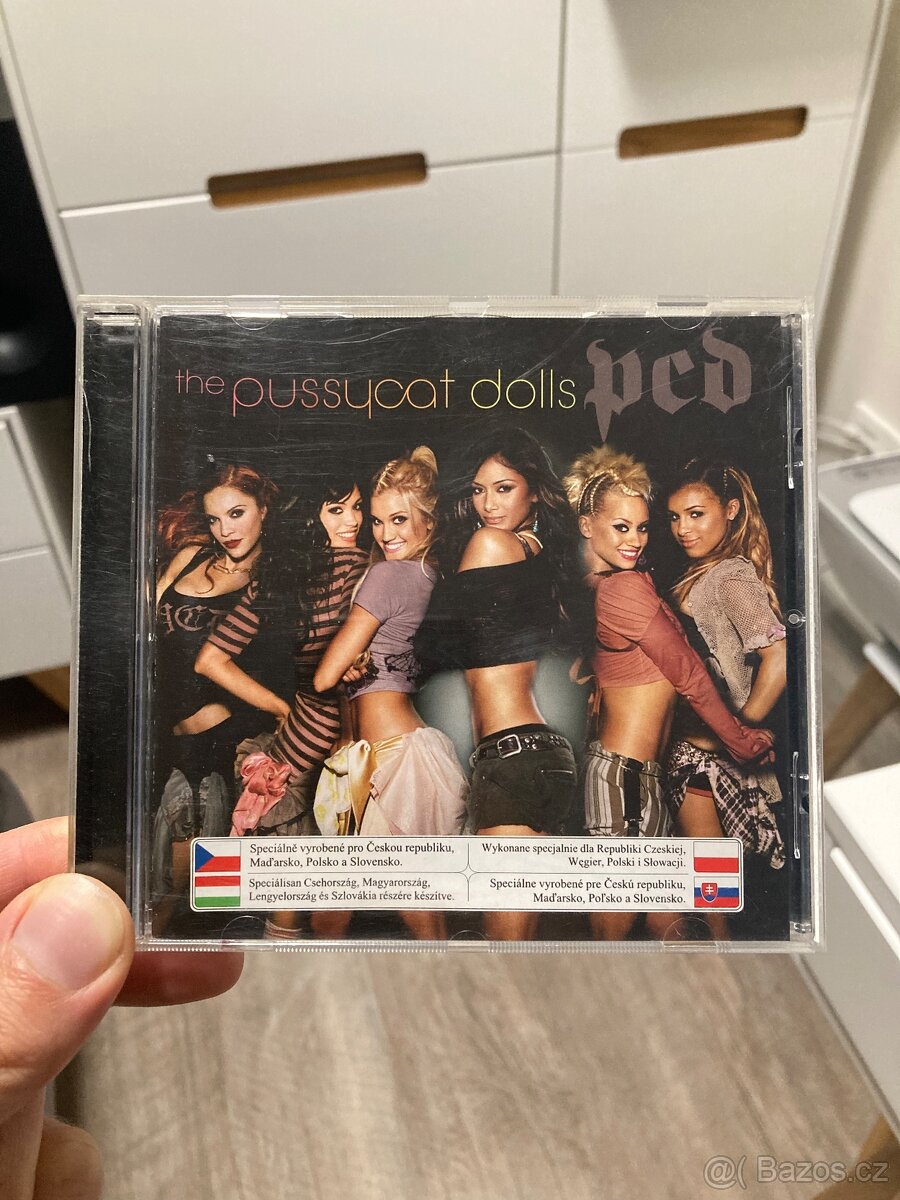 the pussycat dolls pcd
Speciálně vyrobené pro Českou republiku,
Maďarsko, Polsko a Slovensko.
Wykonane specjalnie dla Republiki Czeskiej,
Węgier, Polski i Słowacji.
Speciálisan Csehország, Magyarország,
Lengyelország és Szlovákia részére készítve.
Speciálne vyrobené pre Českú republiku,
Maďarsko, Poľsko a Slovensko.
@( Bazos.cz